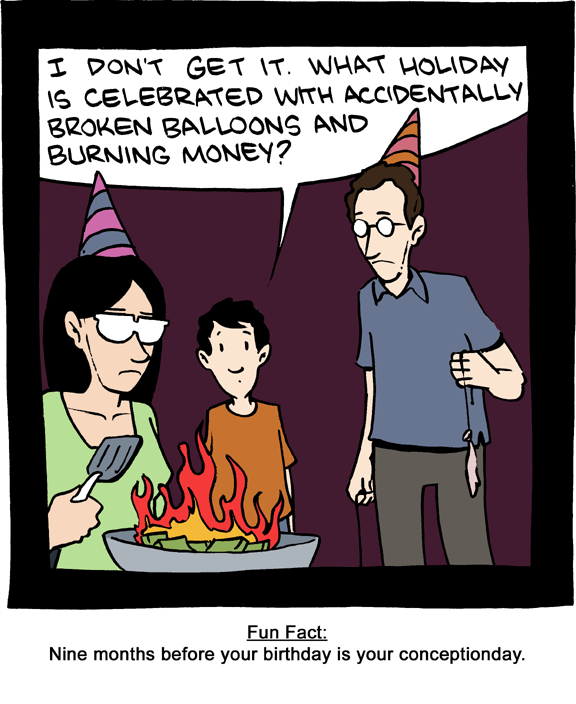 I DON'T GET IT. WHAT HOLIDAY
IS CELEBRATED WITH ACCIDENTALLY
BROKEN BALLOONS AND
BURNING MONEY?
Fun Fact:
Nine months before your birthday is your conceptionday.